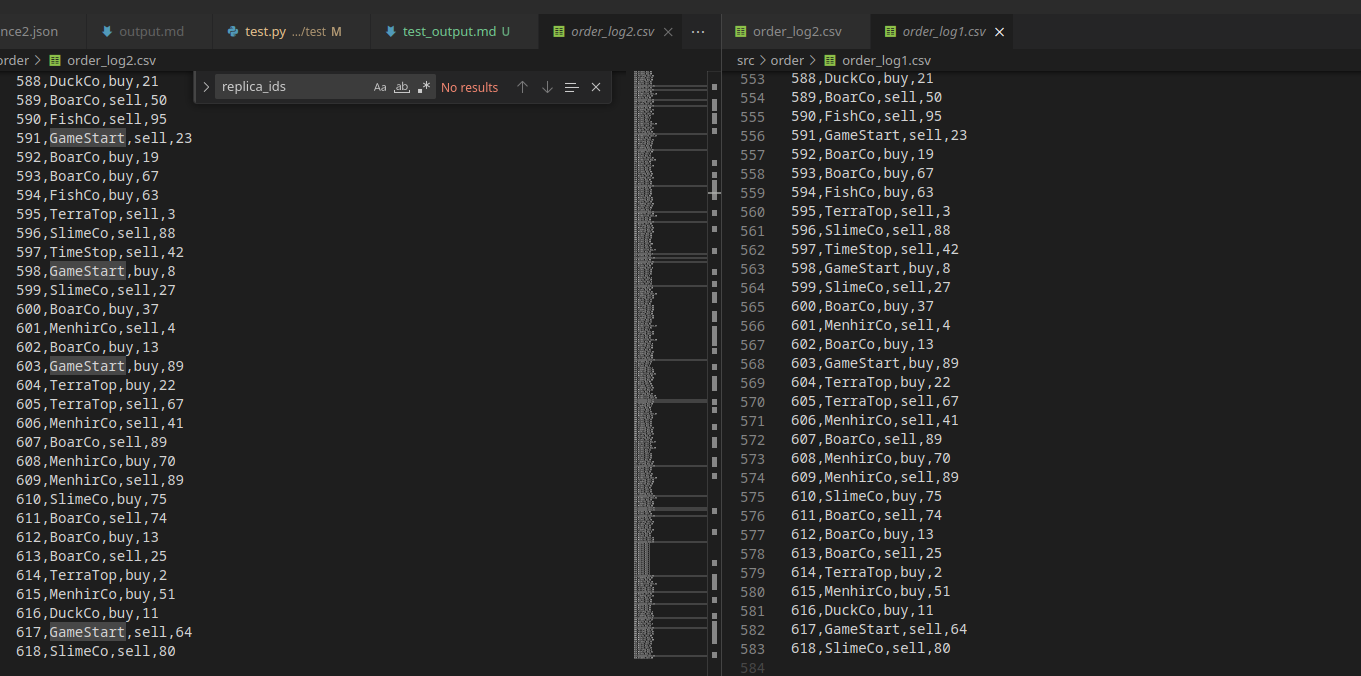 nce2.json
output.md
test.py .../test M
test_output.md U
order_log2.csv
order_log2.csv
order_log1.csv
order > order_log2.csv
src > order > order_log1.csv
replica_ids
Aa ab .*
No results
588,DuckCo,buy,21
589,BoarCo,sell,50
590,FishCo,sell,95
591,GameStart,sell,23
592,BoarCo,buy,19
593,BoarCo,buy,67
594,FishCo,buy,63
595,TerraTop,sell,3
596,SlimeCo,sell,88
597,TimeStop,sell,42
598,GameStart,buy,8
599,SlimeCo,sell,27
600,BoarCo,buy,37
601,MenhirCo,sell,4
602,BoarCo,buy,13
603,GameStart,buy,89
604,TerraTop,buy,22
605,TerraTop,sell,67
606,MenhirCo,sell,41
607,BoarCo,sell,89
608,MenhirCo,buy,70
609,MenhirCo,sell,89
610,SlimeCo,buy,75
611,BoarCo,sell,74
612,BoarCo,buy,13
613,BoarCo,sell,25
614,TerraTop,buy,2
615,MenhirCo,buy,51
616,DuckCo,buy,11
617,GameStart,sell,64
618,SlimeCo,sell,80
553 588,DuckCo,buy,21
554 589,BoarCo,sell,50
555 590,FishCo,sell,95
556 591,GameStart,sell,23
557 592,BoarCo,buy,19
558 593,BoarCo,buy,67
559 594,FishCo,buy,63
560 595,TerraTop,sell,3
561 596,SlimeCo,sell,88
562 597,TimeStop,sell,42
563 598,GameStart,buy,8
564 599,SlimeCo,sell,27
565 600,BoarCo,buy,37
566 601,MenhirCo,sell,4
567 602,BoarCo,buy,13
568 603,GameStart,buy,89
569 604,TerraTop,buy,22
570 605,TerraTop,sell,67
571 606,MenhirCo,sell,41
572 607,BoarCo,sell,89
573 608,MenhirCo,buy,70
574 609,MenhirCo,sell,89
575 610,SlimeCo,buy,75
576 611,BoarCo,sell,74
577 612,BoarCo,buy,13
578 613,BoarCo,sell,25
579 614,TerraTop,buy,2
580 615,MenhirCo,buy,51
581 616,DuckCo,buy,11
582 617,GameStart,sell,64
583 618,SlimeCo,sell,80
584